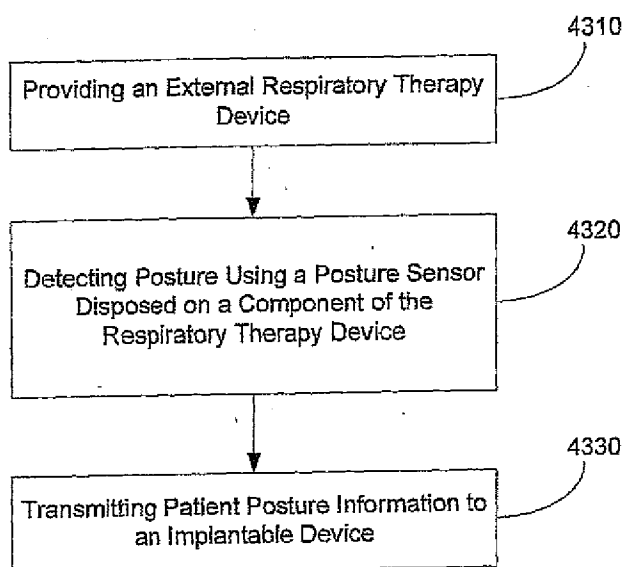 4310
Providing an External Respiratory Therapy
Device
4320
Detecting Posture Using a Posture Sensor
Disposed on a Component of the
Respiratory Therapy Device
4330
Transmitting Patient Posture Information to
an Implantable Device